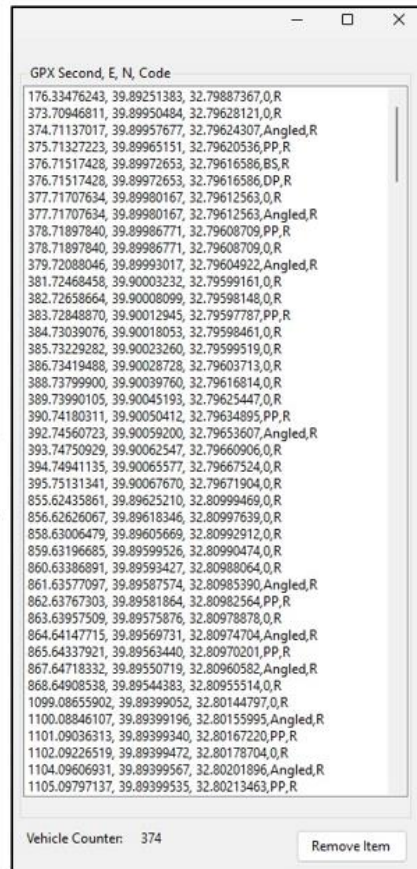 GPX Second, E, N, Code
176.33476243, 39.89251383, 32.79887367,0,R
373.70946811, 39.89950484, 32.79628121,0,R
374.71137017, 39.89957677, 32.79624307,Angled,R
375.71327223, 39.89965151, 32.79620536,PP,R
376.71517428, 39.89972653, 32.79616586,BS,R
376.71517428, 39.89972653, 32.79616586,DP,R
377.71707634, 39.89980167, 32.79612563,0,R
377.71707634, 39.89980167, 32.79612563,Angled,R
378.71897840, 39.89986771, 32.79608709,PP,R
378.71897840, 39.89986771, 32.79608709,0,R
379.72088046, 39.89993017, 32.79604922,Angled,R
381.72468458, 39.90003232, 32.79599161,0,R
382.72658664, 39.90008099, 32.79598148,0,R
383.72848870, 39.90012945, 32.79597787,PP,R
384.73039076, 39.90018053, 32.79598461,0,R
385.73229282, 39.90023260, 32.79599519,0,R
386.73419488, 39.90028728, 32.79603713,0,R
388.73799900, 39.90039760, 32.79616814,0,R
389.73990105, 39.90045193, 32.79625447,0,R
390.74180311, 39.90050412, 32.79634895,PP,R
392.74560723, 39.90059200, 32.79653607,Angled,R
393.74750929, 39.90062547, 32.79660906,0,R
394.74941135, 39.90065577, 32.79667524,0,R
395.75131341, 39.90067670, 32.79671904,0,R
855.62435861, 39.89625210, 32.80999469,0,R
856.62626067, 39.89618346, 32.80997639,0,R
858.63006479, 39.89605669, 32.80992912,0,R
859.63196685, 39.89599526, 32.80990474,0,R
860.63386891, 39.89593427, 32.80988064,0,R
861.63577097, 39.89587574, 32.80985390,Angled,R
862.63767303, 39.89581864, 32.80982564,PP,R
863.63957509, 39.89575876, 32.80978878,0,R
864.64147715, 39.89569731, 32.80974704,Angled,R
865.64337921, 39.89563440, 32.80970201,PP,R
867.64718332, 39.89550719, 32.80960582,Angled,R
868.64908538, 39.89544383, 32.80955514,0,R
1099.08655902, 39.89399052, 32.80144797,0,R
1100.08846107, 39.89399196, 32.80155995,Angled,R
1101.09036313, 39.89399340, 32.80167220,PP,R
1102.09226519, 39.89399472, 32.80178704,0,R
1104.09606931, 39.89399567, 32.80201896,Angled,R
1105.09797137, 39.89399535, 32.80213463,PP,R
Vehicle Counter: 374
Remove Item